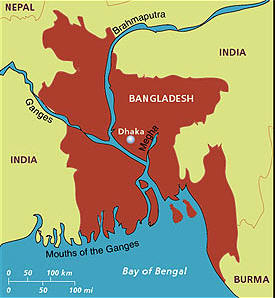 NEPAL
Brahmaputra
INDIA
Ganges
BANGLADESH
Dhaka
Megha
INDIA
Mouths of the Ganges
BURMA
0 50 100 km
Bay of Bengal
0 50 100 mi